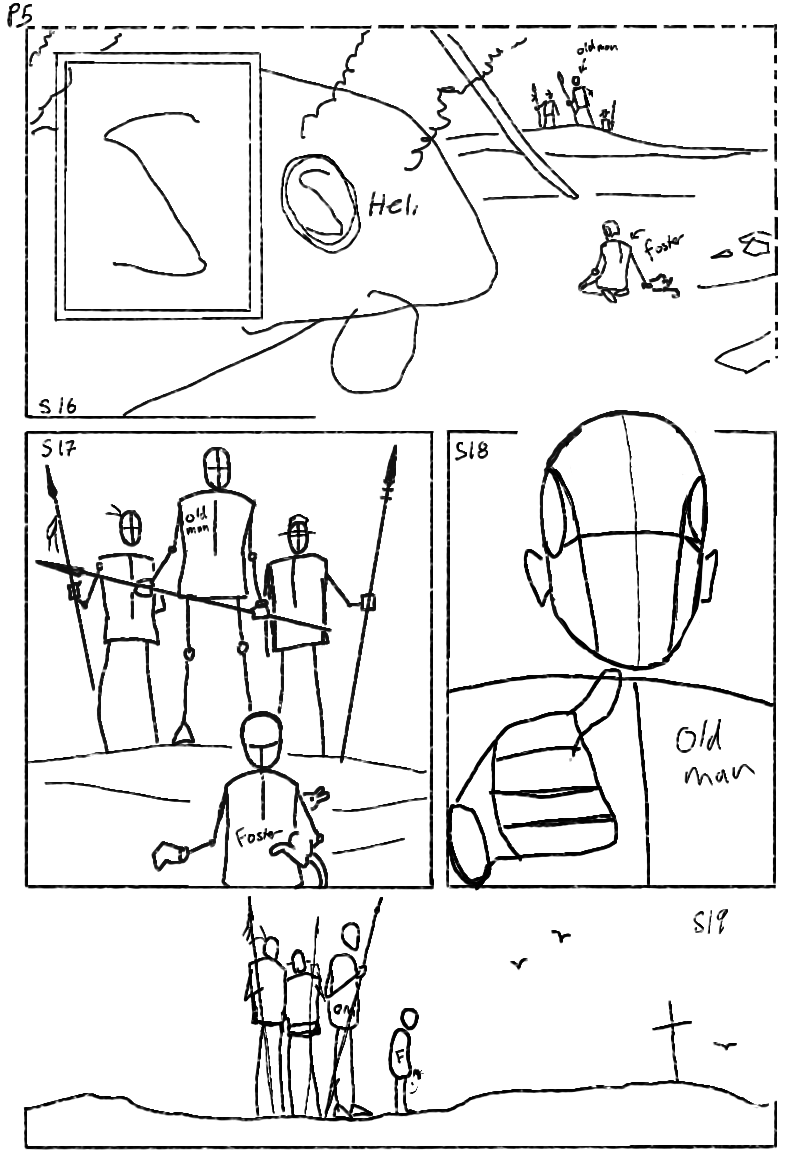 P5
old man
Heli
foster
S16
S17
old
man
Foster
S18
Old
man
S19
OM
F